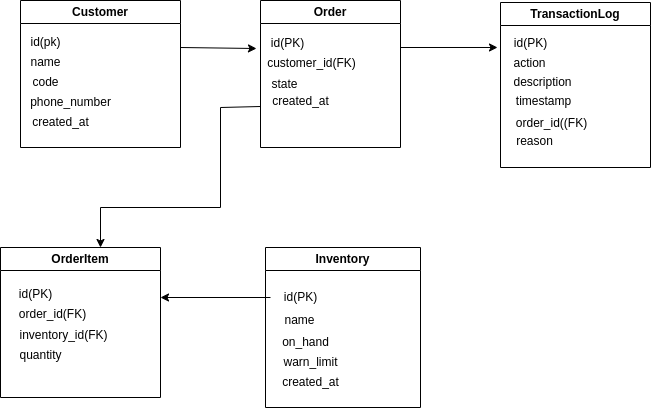 Customer
id(pk)
name
code
phone_number
created_at
Order
id(PK)
customer_id(FK)
state
created_at
TransactionLog
id(PK)
action
description
timestamp
order_id((FK)
reason
OrderItem
id(PK)
order_id(FK)
inventory_id(FK)
quantity
Inventory
id(PK)
name
on_hand
warn_limit
created_at